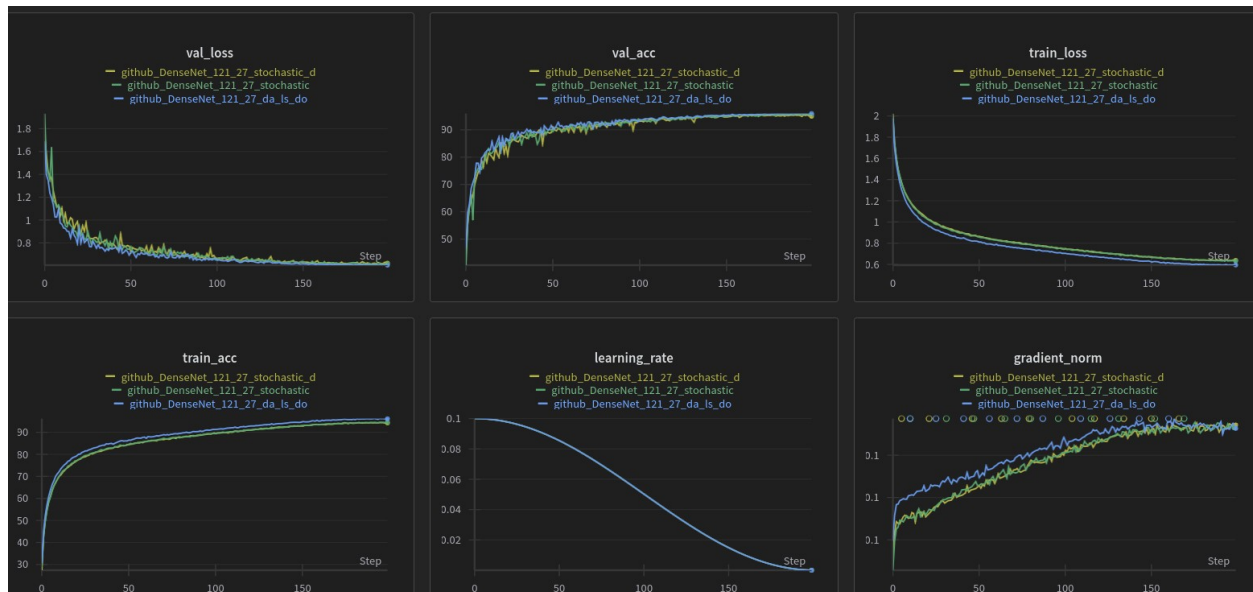 val_loss
github_DenseNet_121_27_stochastic_d
github_DenseNet_121_27_stochastic
github_DenseNet_121_27_da_ls_do
1.8
1.6
1.4
1.2
1
0.8
Step
0
50
100
150
val_acc
github_DenseNet_121_27_stochastic_d
github_DenseNet_121_27_stochastic
github_DenseNet_121_27_da_ls_do
90
80
70
60
50
Step
0
50
100
150
train_loss
github_DenseNet_121_27_stochastic_d
github_DenseNet_121_27_stochastic
github_DenseNet_121_27_da_ls_do
2
1.8
1.6
1.4
1.2
1
0.8
0.6
Step
0
50
100
150
train_acc
github_DenseNet_121_27_stochastic_d
github_DenseNet_121_27_stochastic
github_DenseNet_121_27_da_ls_do
90
80
70
60
50
40
30
Step
0
50
100
150
learning_rate
github_DenseNet_121_27_stochastic_d
github_DenseNet_121_27_stochastic
github_DenseNet_121_27_da_ls_do
0.1
0.08
0.06
0.04
0.02
Step
0
50
100
150
gradient_norm
github_DenseNet_121_27_stochastic_d
github_DenseNet_121_27_stochastic
github_DenseNet_121_27_da_ls_do
0.1
0.1
0.1
Step
0
50
100
150